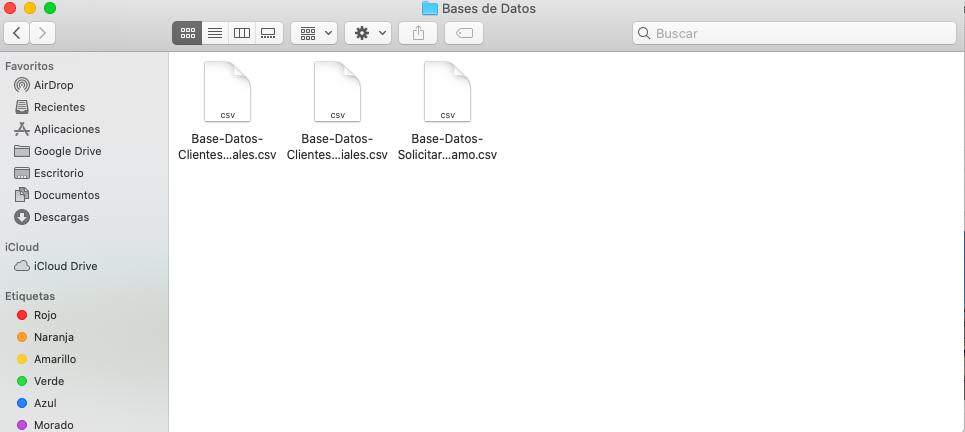 Bases de Datos
Buscar
Favoritos
AirDrop
Recientes
Aplicaciones
Google Drive
Escritorio
Documentos
Descargas
iCloud
iCloud Drive
Etiquetas
Rojo
Naranja
Amarillo
Verde
Azul
Morado
CSV
Base-Datos-
Clientes...ales.csv
CSV
Base-Datos-
Clientes...iales.csv
CSV
Base-Datos-
Solicitar...amo.csv